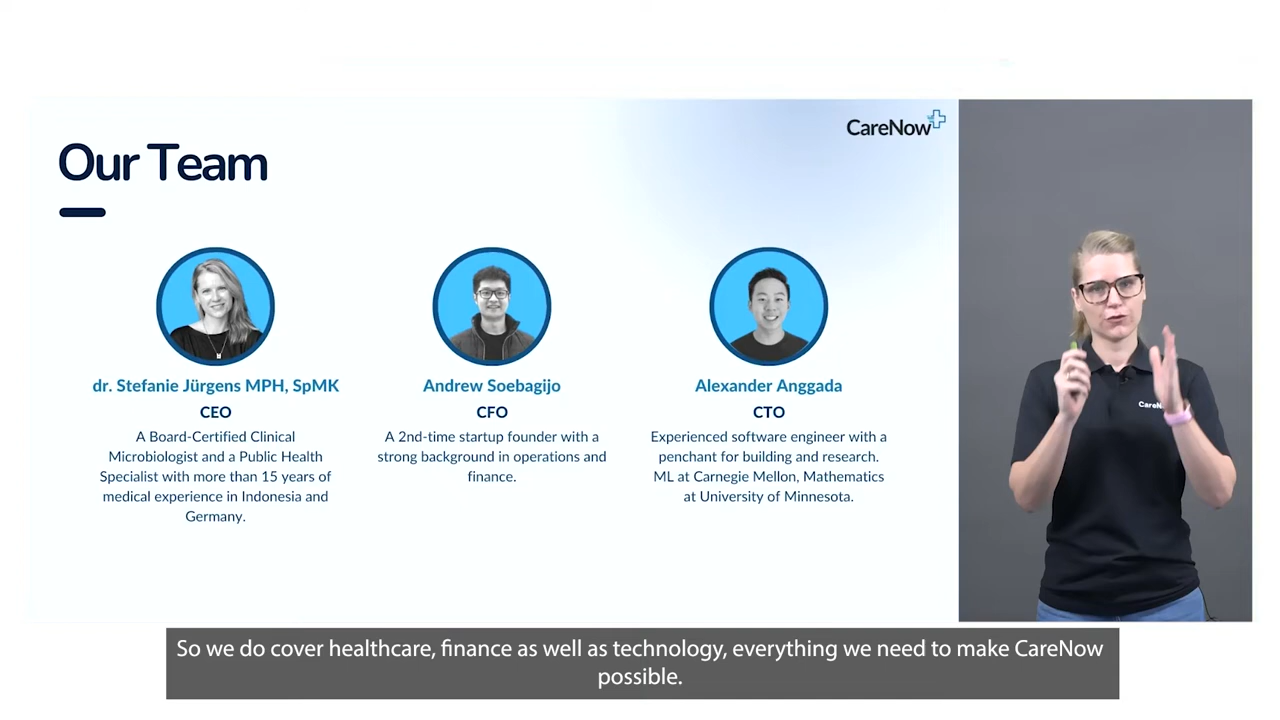 CareNow
Our Team
dr. Stefanie Jürgens MPH, SpMK
CEO
A Board-Certified Clinical
Microbiologist and a Public Health
Specialist with more than 15 years of
medical experience in Indonesia and
Germany.
Andrew Soebagijo
CFO
A 2nd-time startup founder with a
strong background in operations and
finance.
Alexander Anggada
CTO
Experienced software engineer with a
penchant for building and research.
ML at Carnegie Mellon, Mathematics
at University of Minnesota.
So we do cover healthcare, finance as well as technology, everything we need to make CareNow
possible.